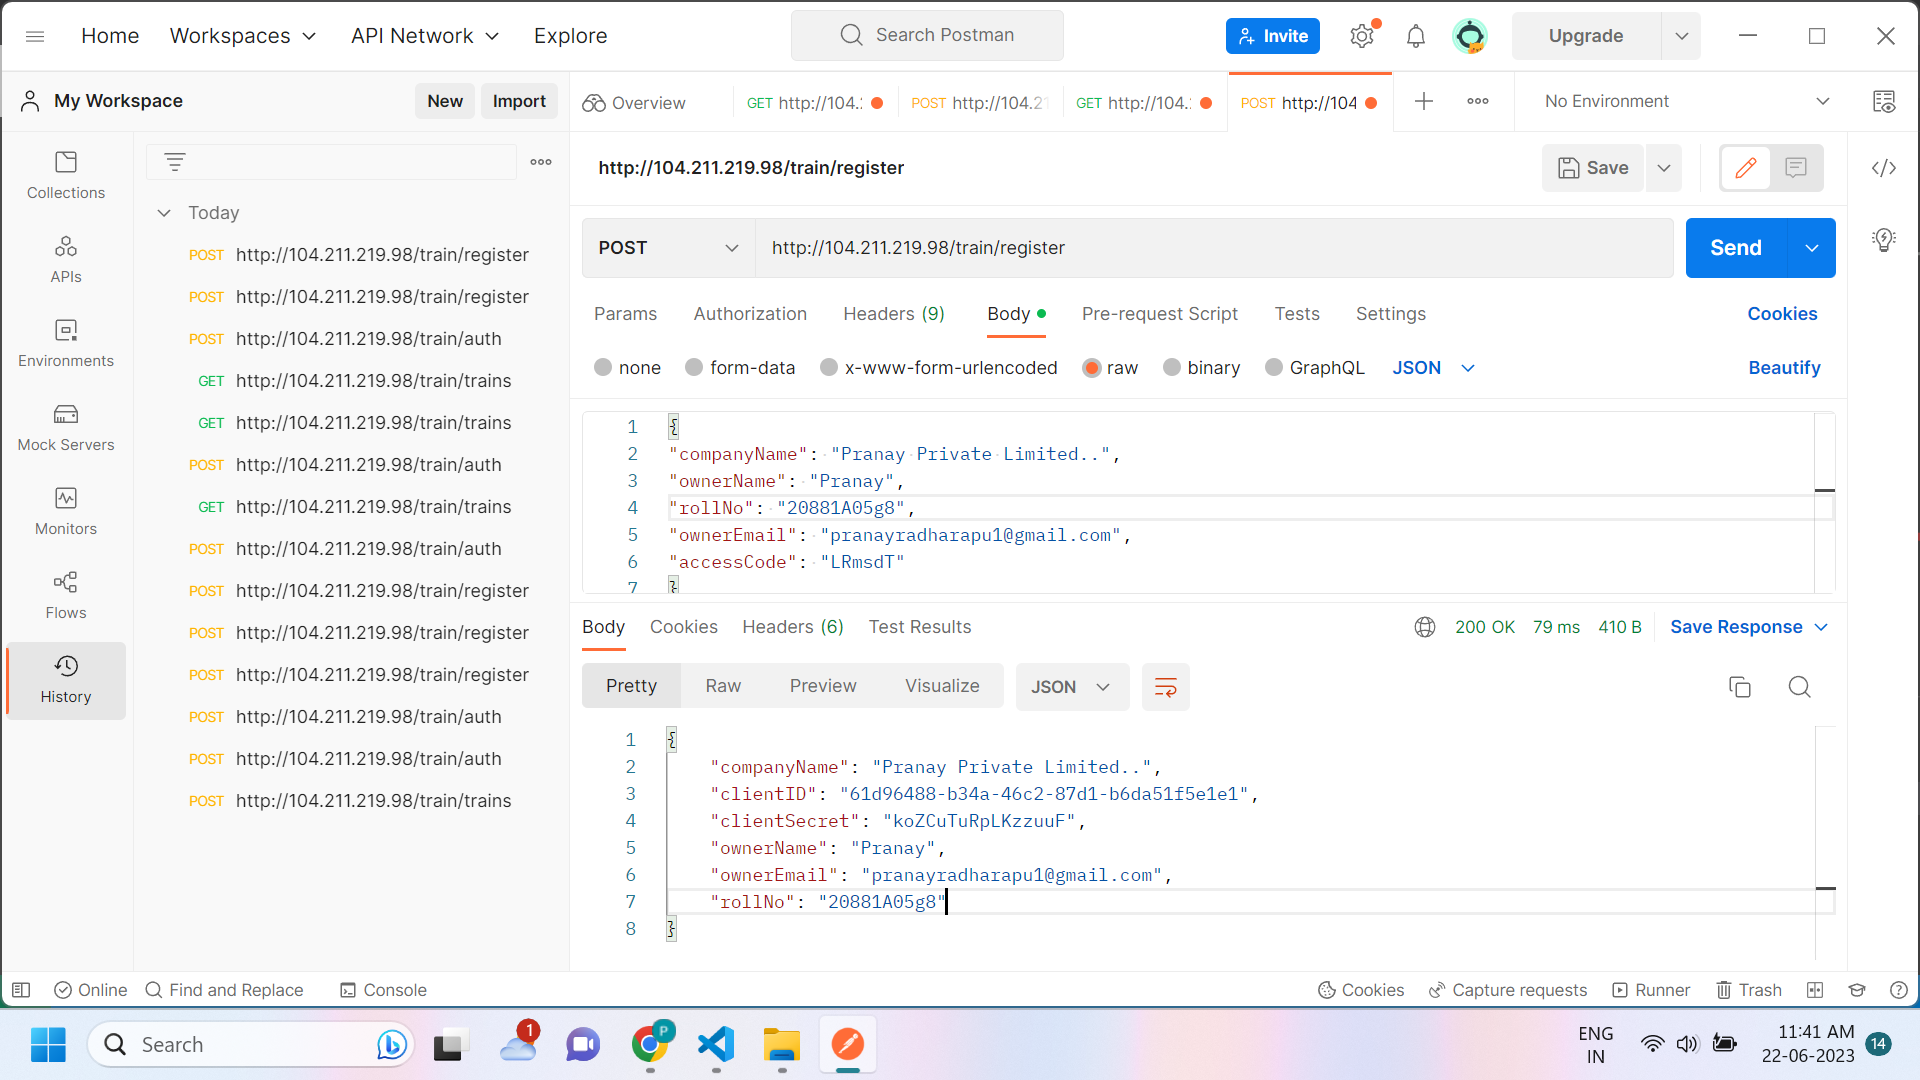 Home Workspaces API Network Explore Search Postman Invite Upgrade
My Workspace New Import Overview GET http://104.: POST http://104.21 GET http://104.: POST http://104 No Environment
Collections
APIs
Environments
Mock Servers
Monitors
Flows
History
Today
POST http://104.211.219.98/train/register
POST http://104.211.219.98/train/register
POST http://104.211.219.98/train/auth
GET http://104.211.219.98/train/trains
GET http://104.211.219.98/train/trains
POST http://104.211.219.98/train/auth
GET http://104.211.219.98/train/trains
POST http://104.211.219.98/train/auth
POST http://104.211.219.98/train/register
POST http://104.211.219.98/train/register
POST http://104.211.219.98/train/register
POST http://104.211.219.98/train/auth
POST http://104.211.219.98/train/auth
POST http://104.211.219.98/train/trains
http://104.211.219.98/train/register Save
POST http://104.211.219.98/train/register Send
Params Authorization Headers (9) Body Pre-request Script Tests Settings Cookies
none form-data x-www-form-urlencoded raw binary GraphQL JSON Beautify
1 {
2 "companyName": "Pranay Private Limited..",
3 "ownerName": "Pranay",
4 "rollNo": "20881A05g8",
5 "ownerEmail": "pranayradharapu1@gmail.com",
6 "accessCode": "LRmsdT"
7 }
Body Cookies Headers (6) Test Results 200 OK 79 ms 410 B Save Response
Pretty Raw Preview Visualize JSON
1 {
2 "companyName": "Pranay Private Limited..",
3 "clientID": "61d96488-b34a-46c2-87d1-b6da51f5e1e1",
4 "clientSecret": "koZCuTuRpLKzzuuF",
5 "ownerName": "Pranay",
6 "ownerEmail": "pranayradharapu1@gmail.com",
7 "rollNo": "20881A05g8"
8 }
Online Find and Replace Console Cookies Capture requests Runner Trash
Search 1 P ENG 11:41 AM 14
IN 22-06-2023